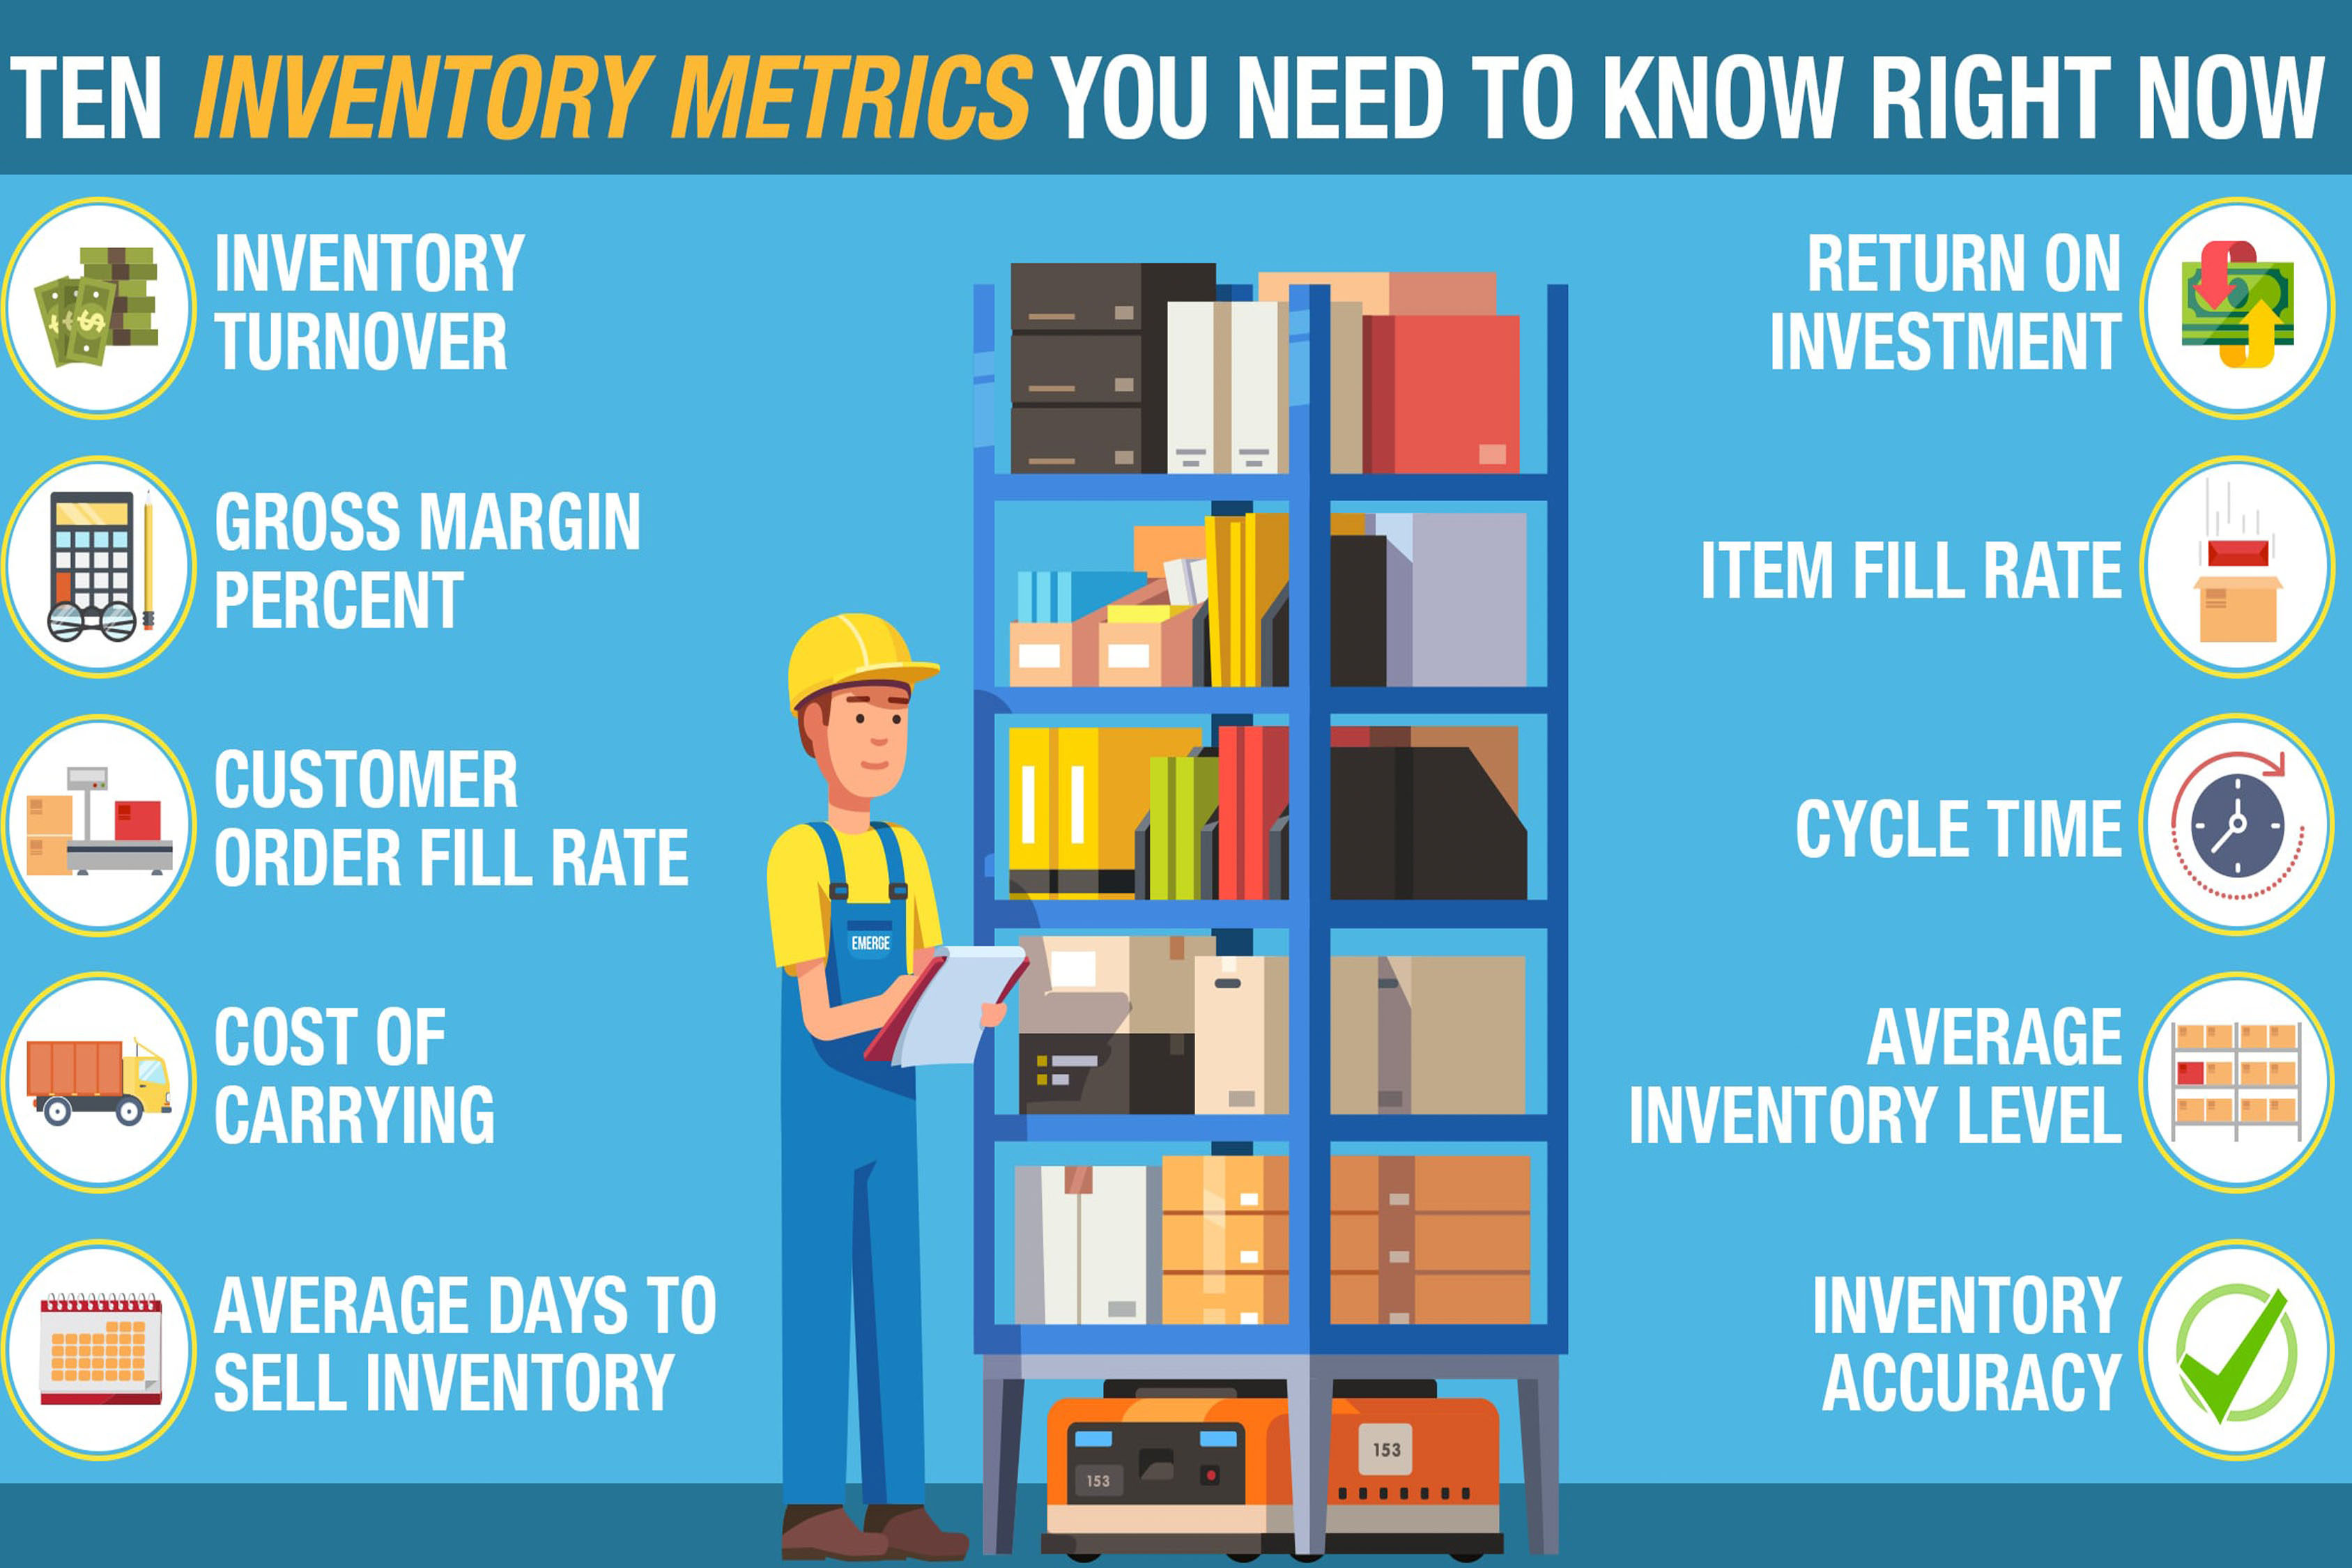 TEN INVENTORY METRICS YOU NEED TO KNOW RIGHT NOW
INVENTORY
TURNOVER
GROSS MARGIN
PERCENT
CUSTOMER
ORDER FILL RATE
COST OF
CARRYING
AVERAGE DAYS TO
SELL INVENTORY
RETURN ON
INVESTMENT
ITEM FILL RATE
CYCLE TIME
AVERAGE
INVENTORY LEVEL
INVENTORY
ACCURACY
EMERGE
153
153